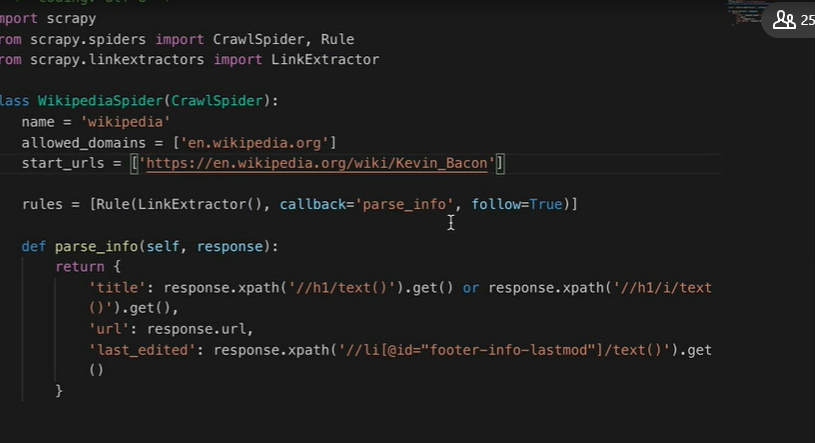 mport scrapy
rom scrapy.spiders import CrawlSpider, Rule
rom scrapy.linkextractors import LinkExtractor
lass WikipediaSpider(CrawlSpider):
name = 'wikipedia'
allowed_domains = ['en.wikipedia.org']
start_urls = ['https://en.wikipedia.org/wiki/Kevin_Bacon']
rules = [Rule(LinkExtractor(), callback='parse_info', follow=True)]
def parse_info(self, response):
return {
'title': response.xpath('//h1/text()').get() or response.xpath('//h1/i/text
()').get(),
'url': response.url,
'last_edited': response.xpath('//li[@id="footer-info-lastmod"]/text()').get
()
}
25